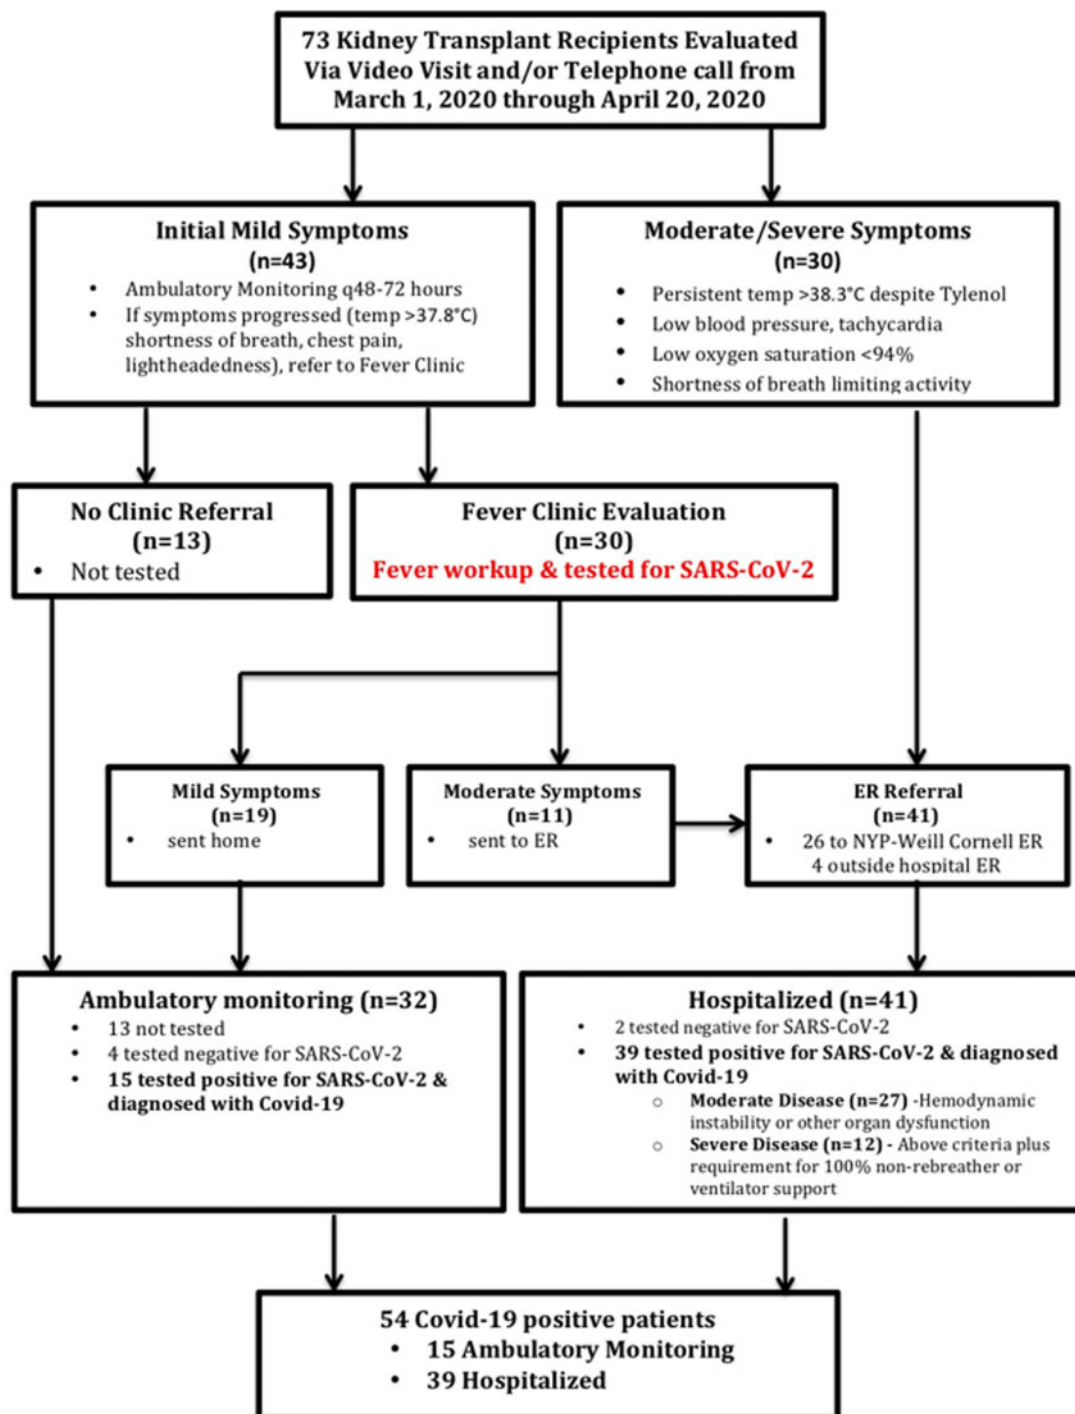 73 Kidney Transplant Recipients Evaluated
Via Video Visit and/or Telephone call from
March 1, 2020 through April 20, 2020
Initial Mild Symptoms
(n=43)
• Ambulatory Monitoring q48-72 hours
• If symptoms progressed (temp >37.8°C)
shortness of breath, chest pain,
lightheadedness), refer to Fever Clinic
Moderate/Severe Symptoms
(n=30)
• Persistent temp >38.3°C despite Tylenol
• Low blood pressure, tachycardia
• Low oxygen saturation <94%
• Shortness of breath limiting activity
No Clinic Referral
(n=13)
• Not tested
Fever Clinic Evaluation
(n=30)
Fever workup & tested for SARS-CoV-2
Mild Symptoms
(n=19)
• sent home
Moderate Symptoms
(n=11)
• sent to ER
ER Referral
(n=41)
• 26 to NYP-Weill Cornell ER
4 outside hospital ER
Ambulatory monitoring (n=32)
• 13 not tested
• 4 tested negative for SARS-CoV-2
• 15 tested positive for SARS-CoV-2 &
diagnosed with Covid-19
Hospitalized (n=41)
• 2 tested negative for SARS-CoV-2
• 39 tested positive for SARS-CoV-2 & diagnosed
with Covid-19
o Moderate Disease (n=27) -Hemodynamic
instability or other organ dysfunction
o Severe Disease (n=12) - Above criteria plus
requirement for 100% non-rebreather or
ventilator support
54 Covid-19 positive patients
• 15 Ambulatory Monitoring
• 39 Hospitalized